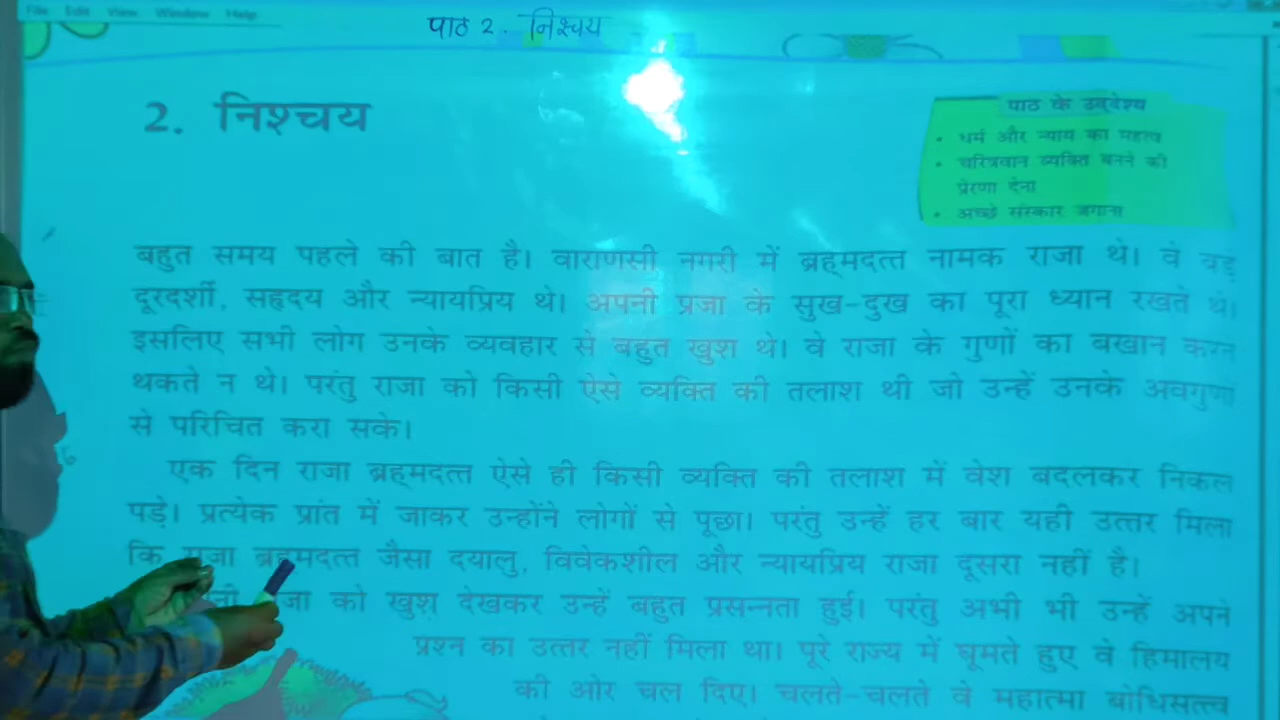 File Edit View Window Help
पाठ 2. निश्चय
2. निश्चय
पाठ के उद्देश्य
• धर्म और न्याय का महत्व
• चरित्रवान व्यक्ति बनने की
प्रेरणा देना
• अच्छे संस्कार जगाना
बहुत समय पहले की बात है। वाराणसी नगरी में ब्रह्मदत्त नामक राजा थे। वे बड़े
दूरदर्शी, सहृदय और न्यायप्रिय थे। अपनी प्रजा के सुख-दुख का पूरा ध्यान रखते थे।
इसलिए सभी लोग उनके व्यवहार से बहुत खुश थे। वे राजा के गुणों का बखान करते
थकते न थे। परंतु राजा को किसी ऐसे व्यक्ति की तलाश थी जो उन्हें उनके अवगुणों
से परिचित करा सके।
एक दिन राजा ब्रह्मदत्त ऐसे ही किसी व्यक्ति की तलाश में वेश बदलकर निकल
पड़े। प्रत्येक प्रांत में जाकर उन्होंने लोगों से पूछा। परंतु उन्हें हर बार यही उत्तर मिला
कि राजा ब्रह्मदत्त जैसा दयालु, विवेकशील और न्यायप्रिय राजा दूसरा नहीं है।
को खुश देखकर उन्हें बहुत प्रसन्नता हुई। परंतु अभी भी उन्हें अपने
प्रश्न का उत्तर नहीं मिला था। पूरे राज्य में घूमते हुए वे हिमालय
की ओर चल दिए। चलते-चलते वे महात्मा बोधिसत्त्व